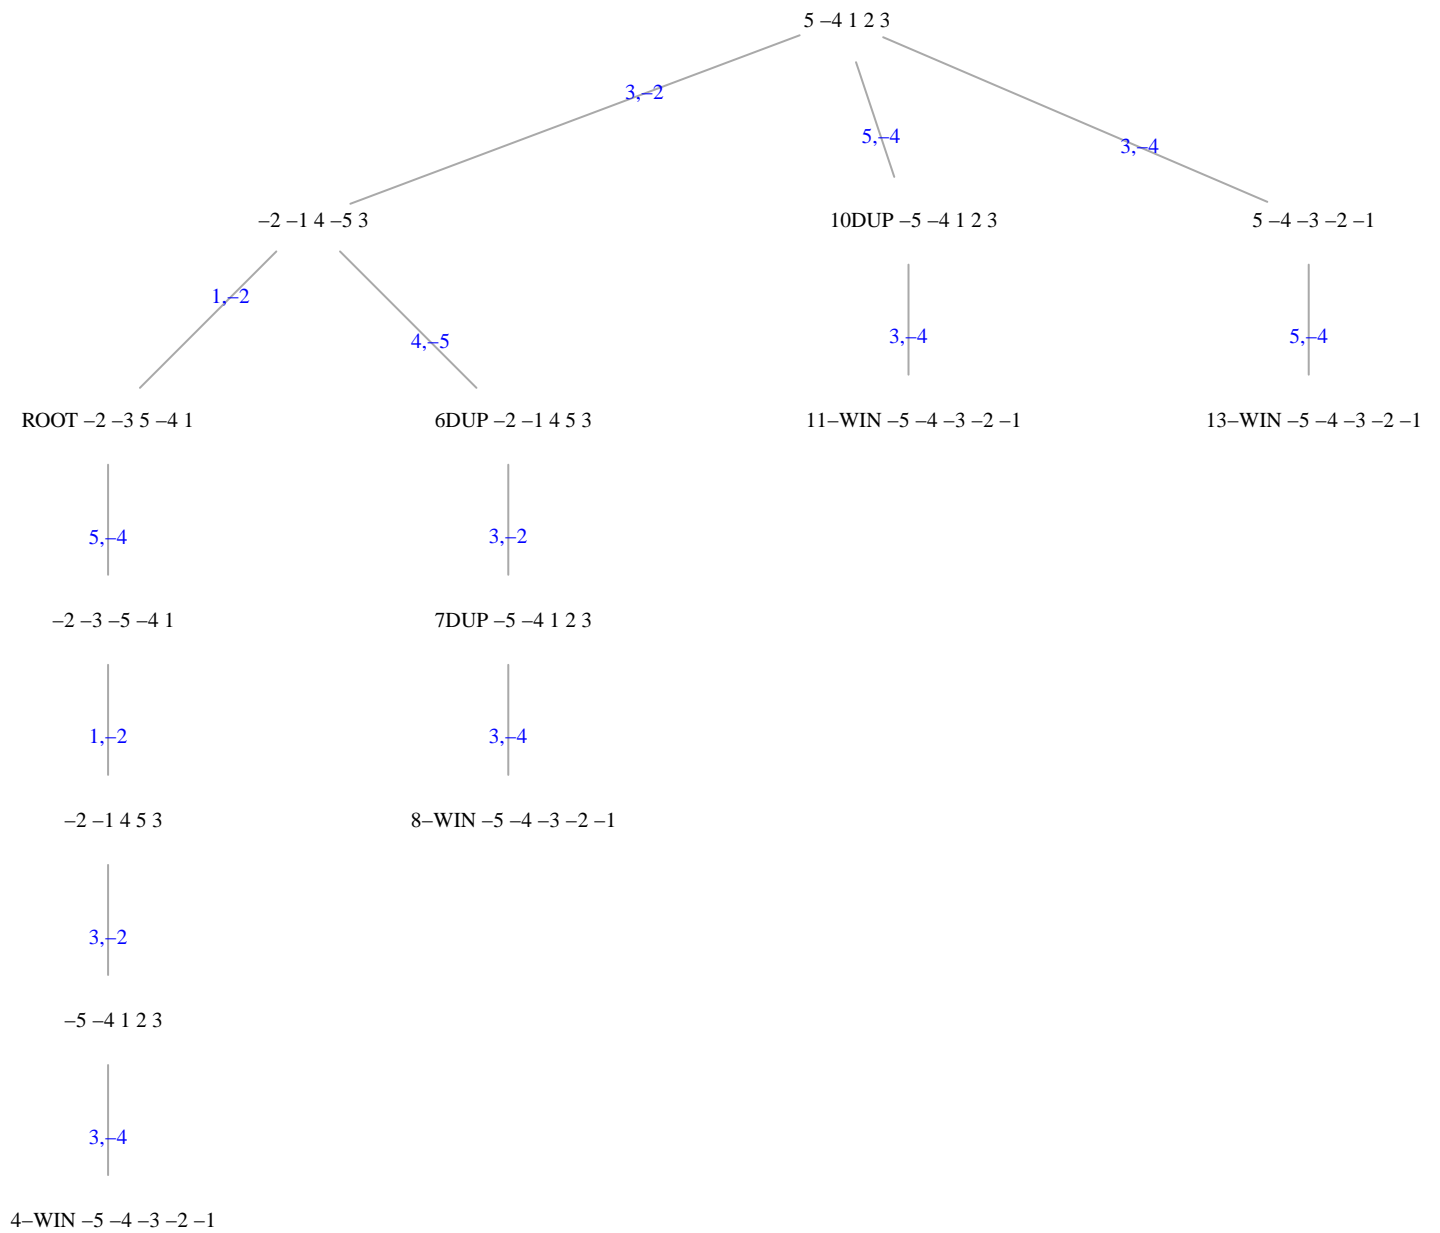 5 –4 1 2 3
3,–2
5,–4
3,–4
–2 –1 4 –5 3
10DUP –5 –4 1 2 3
5 –4 –3 –2 –1
1,–2
4,–5
3,–4
5,–4
ROOT –2 –3 5 –4 1
6DUP –2 –1 4 5 3
11–WIN –5 –4 –3 –2 –1
13–WIN –5 –4 –3 –2 –1
5,–4
3,–2
–2 –3 –5 –4 1
7DUP –5 –4 1 2 3
1,–2
3,–4
–2 –1 4 5 3
8–WIN –5 –4 –3 –2 –1
3,–2
–5 –4 1 2 3
3,–4
4–WIN –5 –4 –3 –2 –1